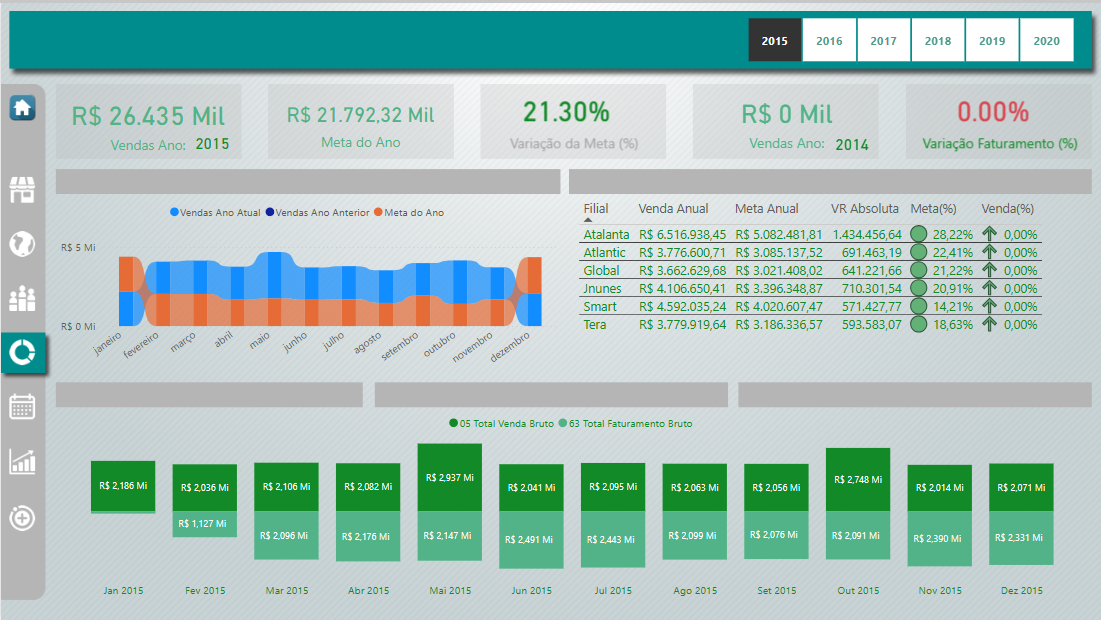 2015 2016 2017 2018 2019 2020
R$ 26.435 Mil
Vendas Ano: 2015
R$ 21.792,32 Mil
Meta do Ano
21.30%
Variação da Meta (%)
R$ 0 Mil
Vendas Ano: 2014
0.00%
Variação Faturamento (%)
Vendas Ano Atual Vendas Ano Anterior Meta do Ano
R$ 5 Mi
R$ 0 Mi
janeiro fevereiro março abril maio junho julho agosto setembro outubro novembro dezembro
Filial Venda Anual Meta Anual VR Absoluta Meta(%) Venda(%)
Atalanta R$ 6.516.938,45 R$ 5.082.481,81 1.434.456,64 28,22% 0,00%
Atlantic R$ 3.776.600,71 R$ 3.085.137,52 691.463,19 22,41% 0,00%
Global R$ 3.662.629,68 R$ 3.021.408,02 641.221,66 21,22% 0,00%
Jnunes R$ 4.106.650,41 R$ 3.396.348,87 710.301,54 20,91% 0,00%
Smart R$ 4.592.035,24 R$ 4.020.607,47 571.427,77 14,21% 0,00%
Tera R$ 3.779.919,64 R$ 3.186.336,57 593.583,07 18,63% 0,00%
05 Total Venda Bruto 63 Total Faturamento Bruto
R$ 2,186 Mi R$ 2,036 Mi R$ 2,106 Mi R$ 2,082 Mi R$ 2,937 Mi R$ 2,041 Mi R$ 2,095 Mi R$ 2,063 Mi R$ 2,056 Mi R$ 2,748 Mi R$ 2,014 Mi R$ 2,071 Mi
R$ 1,127 Mi R$ 2,096 Mi R$ 2,176 Mi R$ 2,147 Mi R$ 2,491 Mi R$ 2,443 Mi R$ 2,099 Mi R$ 2,076 Mi R$ 2,091 Mi R$ 2,390 Mi R$ 2,331 Mi
Jan 2015 Fev 2015 Mar 2015 Abr 2015 Mai 2015 Jun 2015 Jul 2015 Ago 2015 Set 2015 Out 2015 Nov 2015 Dez 2015